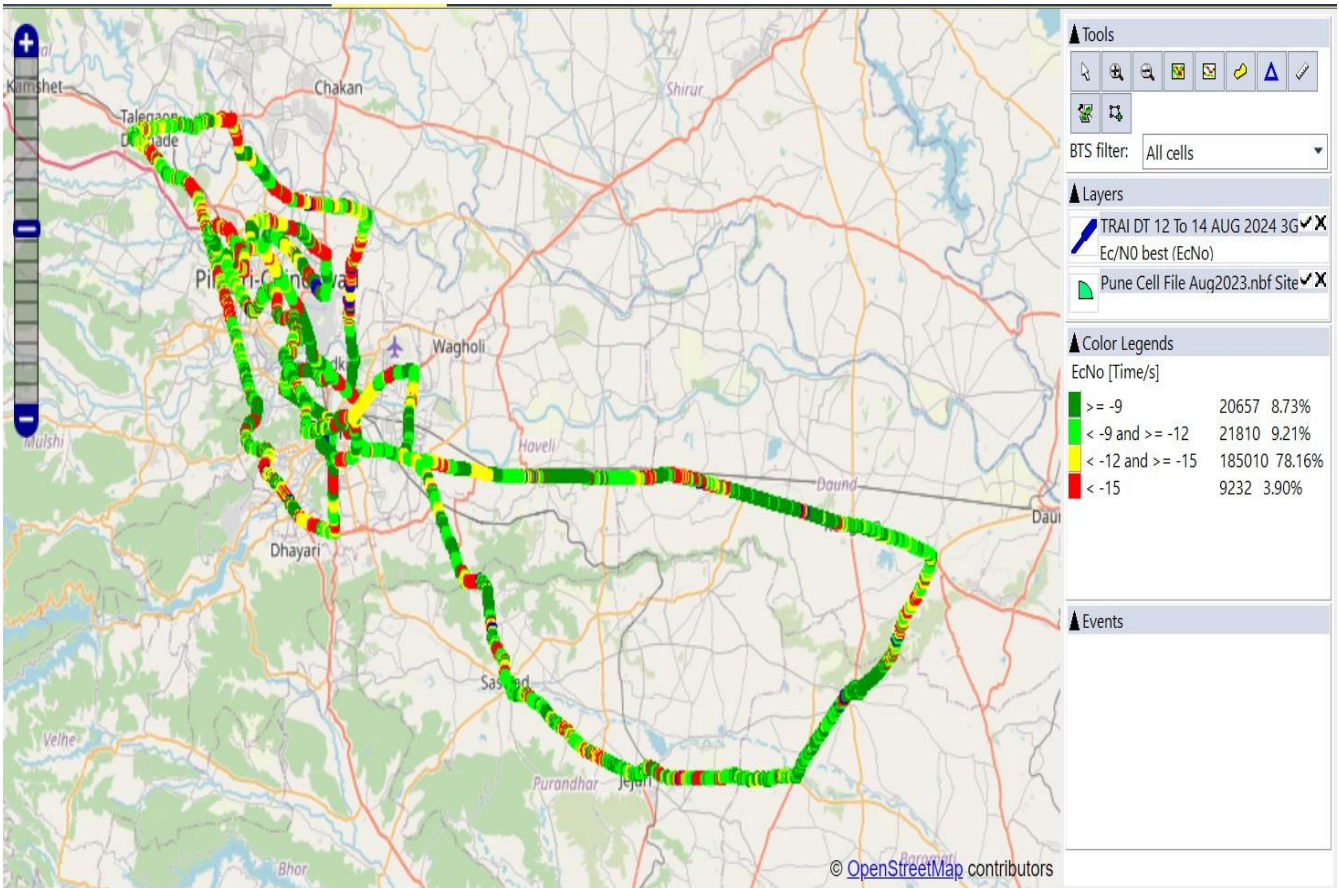 Kamshet
Chakan
Shirur
Talegaon
Wagholi
Mulshi
Haveli
Daund
Dhayari
Velhe
Purandhar
Jejuri
Bhor
Baramati
© OpenStreetMap contributors
Tools
BTS filter: All cells
Layers
TRAI DT 12 To 14 AUG 2024 3G
Ec/N0 best (EcNo)
Pune Cell File Aug2023.nbf Site
Color Legends
EcNo [Time/s]
>= -9 20657 8.73%
< -9 and >= -12 21810 9.21%
< -12 and >= -15 185010 78.16%
< -15 9232 3.90%
Events